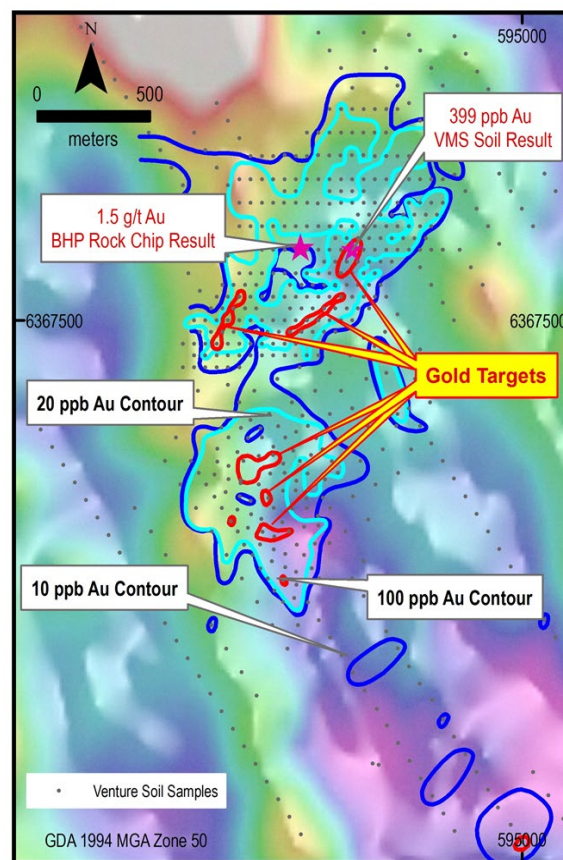 595000
N
0 500
meters
399 ppb Au
VMS Soil Result
1.5 g/t Au
BHP Rock Chip Result
6367500
6367500
Gold Targets
20 ppb Au Contour
10 ppb Au Contour
100 ppb Au Contour
Venture Soil Samples
GDA 1994 MGA Zone 50
595000